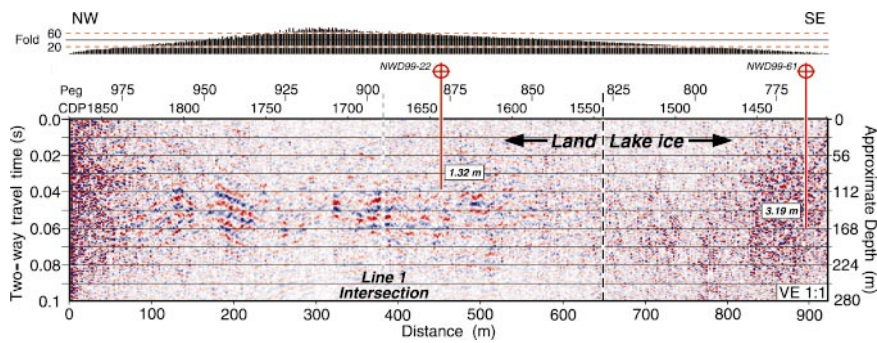 NW SE
Fold 60
20
NWD99-22 NWD99-61
Peg 975 950 925 900 875 850 825 800 775
CDP 1850 1800 1750 1700 1650 1600 1550 1500 1450
Two-way travel time (s)
0.0 0
0.02 56
Land Lake ice
0.04 112
1.32 m
3.19 m
0.06 168
0.08 224
Line 1
Intersection
VE 1:1
0.1 280
Approximate Depth (m)
0 100 200 300 400 500 600 700 800 900
Distance (m)